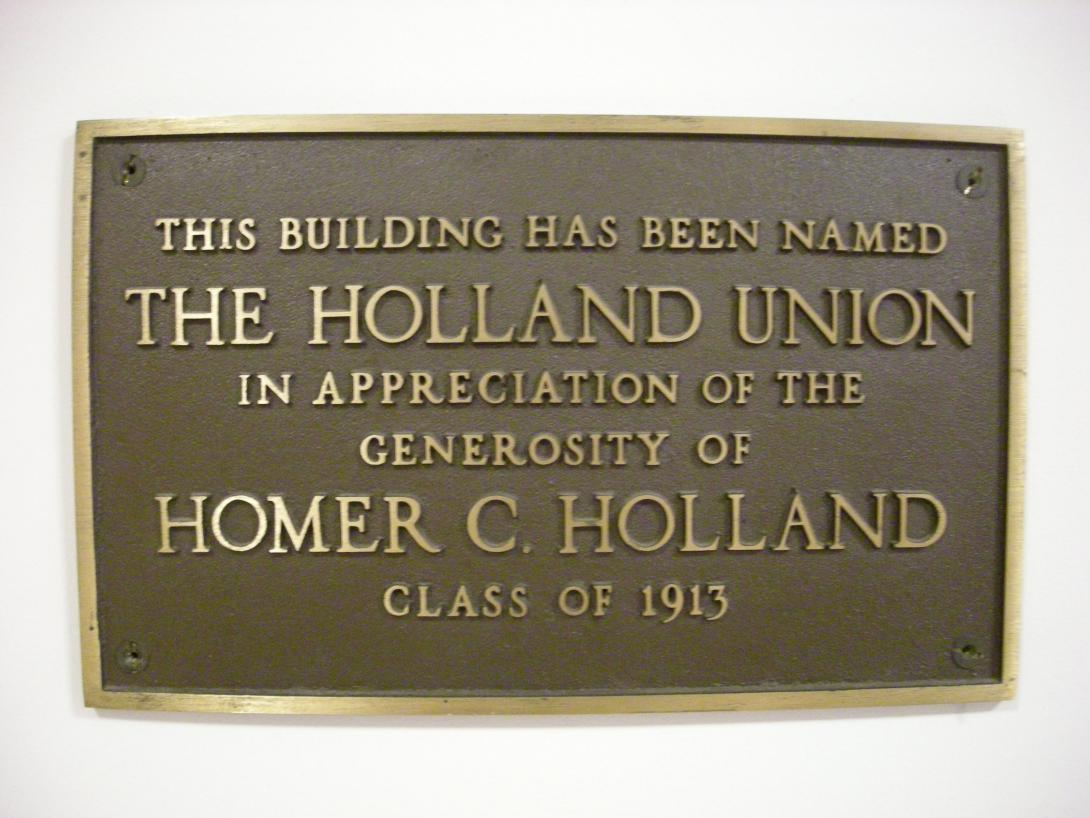 THIS BUILDING HAS BEEN NAMED
THE HOLLAND UNION
IN APPRECIATION OF THE
GENEROSITY OF
HOMER C. HOLLAND
CLASS OF 1913